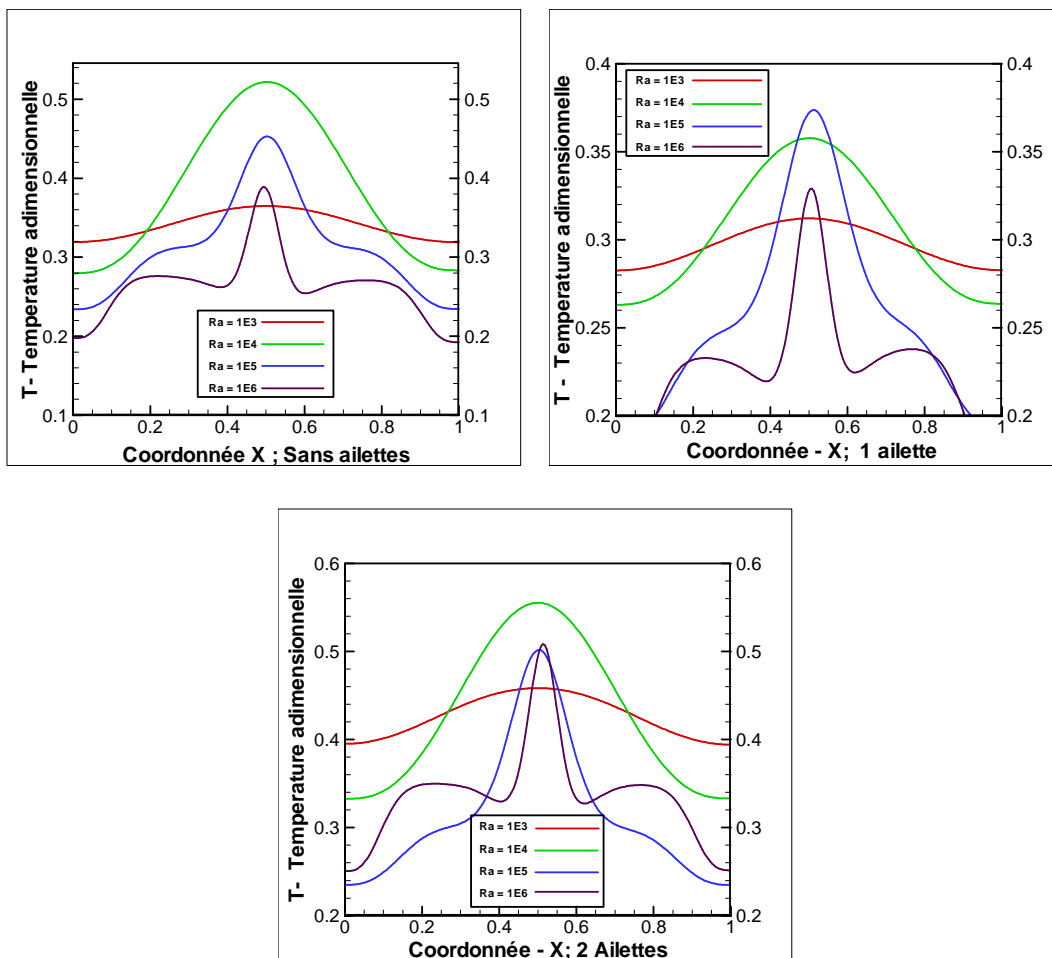 T- Temperature adimensionnelle
0.5
0.4
0.3
0.2
0.1
0.5
0.4
0.3
0.2
0.1
Ra = 1E3
Ra = 1E4
Ra = 1E5
Ra = 1E6
0 0.2 0.4 0.6 0.8 1
Coordonnée X ; Sans ailettes
T - Temperature adimensionnelle
0.4
0.35
0.3
0.25
0.2
0.4
0.35
0.3
0.25
0.2
Ra = 1E3
Ra = 1E4
Ra = 1E5
Ra = 1E6
0 0.2 0.4 0.6 0.8 1
Coordonnée - X; 1 ailette
T- Temperature adimensionnelle
0.6
0.5
0.4
0.3
0.2
0.6
0.5
0.4
0.3
0.2
Ra = 1E3
Ra = 1E4
Ra = 1E5
Ra = 1E6
0 0.2 0.4 0.6 0.8 1
Coordonnée - X; 2 Ailettes